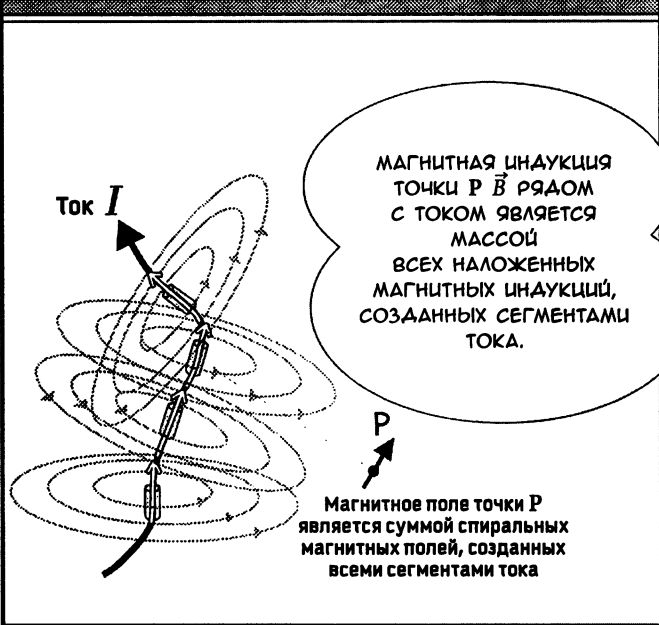 Ток I
МАГНИТНАЯ ИНДУКЦИЯ
ТОЧКИ P B⃗ РЯДОМ
С ТОКОМ ЯВЛЯЕТСЯ
МАССОЙ
ВСЕХ НАЛОЖЕННЫХ
МАГНИТНЫХ ИНДУКЦИЙ,
СОЗДАННЫХ СЕГМЕНТАМИ
ТОКА.
P
Магнитное поле точки P
является суммой спиральных
магнитных полей, созданных
всеми сегментами тока